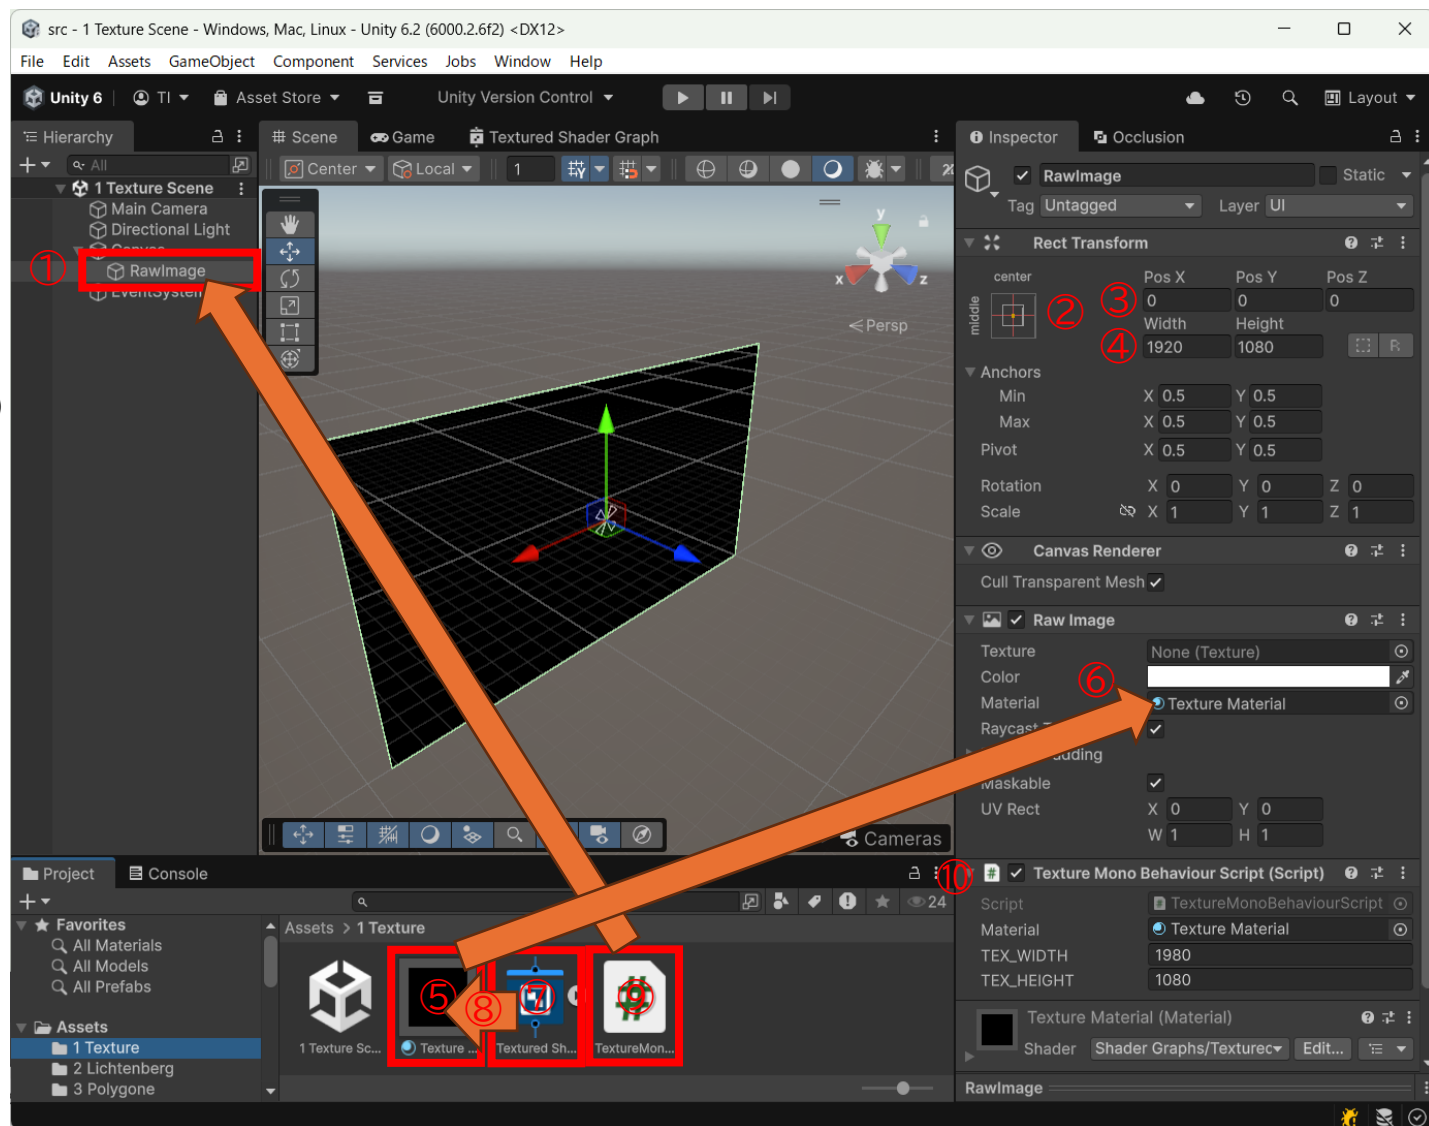 src - 1 Texture Scene - Windows, Mac, Linux - Unity 6.2 (6000.2.6f2) <DX12>
File Edit Assets GameObject Component Services Jobs Window Help
Unity 6 TI Asset Store Unity Version Control Layout
Hierarchy
All
1 Texture Scene
Main Camera
Directional Light
Canvas
① RawImage
EventSystem
Scene Game Textured Shader Graph
Center Local 1
y
x z
Persp
Cameras
Inspector Occlusion
RawImage Static
Tag Untagged Layer UI
Rect Transform
center Pos X Pos Y Pos Z
middle ② ③ 0 0 0
Width Height
④ 1920 1080 R
Anchors
Min X 0.5 Y 0.5
Max X 0.5 Y 0.5
Pivot X 0.5 Y 0.5
Rotation X 0 Y 0 Z 0
Scale X 1 Y 1 Z 1
Canvas Renderer
Cull Transparent Mesh
Raw Image
Texture None (Texture)
Color ⑥
Material Texture Material
Raycast
Maskable
UV Rect X 0 Y 0
W 1 H 1
⑩ # Texture Mono Behaviour Script (Script)
Script TextureMonoBehaviourScript
Material Texture Material
TEX_WIDTH 1980
TEX_HEIGHT 1080
Texture Material (Material)
Shader Shader Graphs/Texturec Edit...
RawImage
Project Console
24
Favorites
All Materials
All Models
All Prefabs
Assets
1 Texture
2 Lichtenberg
3 Polygone
Assets > 1 Texture
⑤ ⑧ ⑦ ⑨
1 Texture Sc... Texture ... Textured Sh... TextureMon...